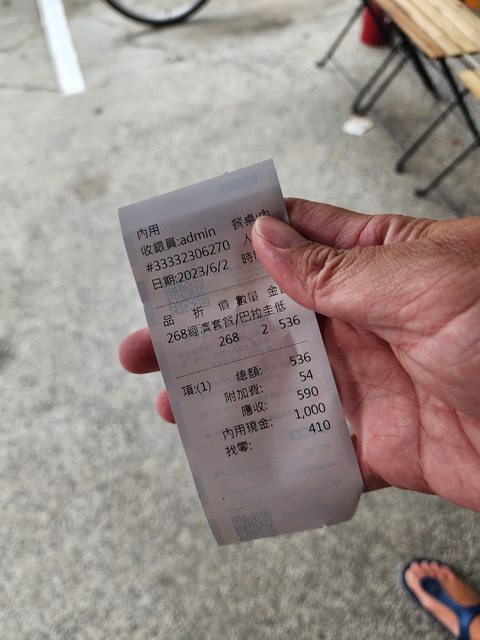 內用
收銀員:admin 餐桌:
#33332306270
日期:2023/6/2 時
品 折 價 數量 金
268經濟套餐/巴拉圭低
268 2 536
項:(1) 總額: 536
附加費: 54
應收: 590
內用現金: 1,000
找零: 410